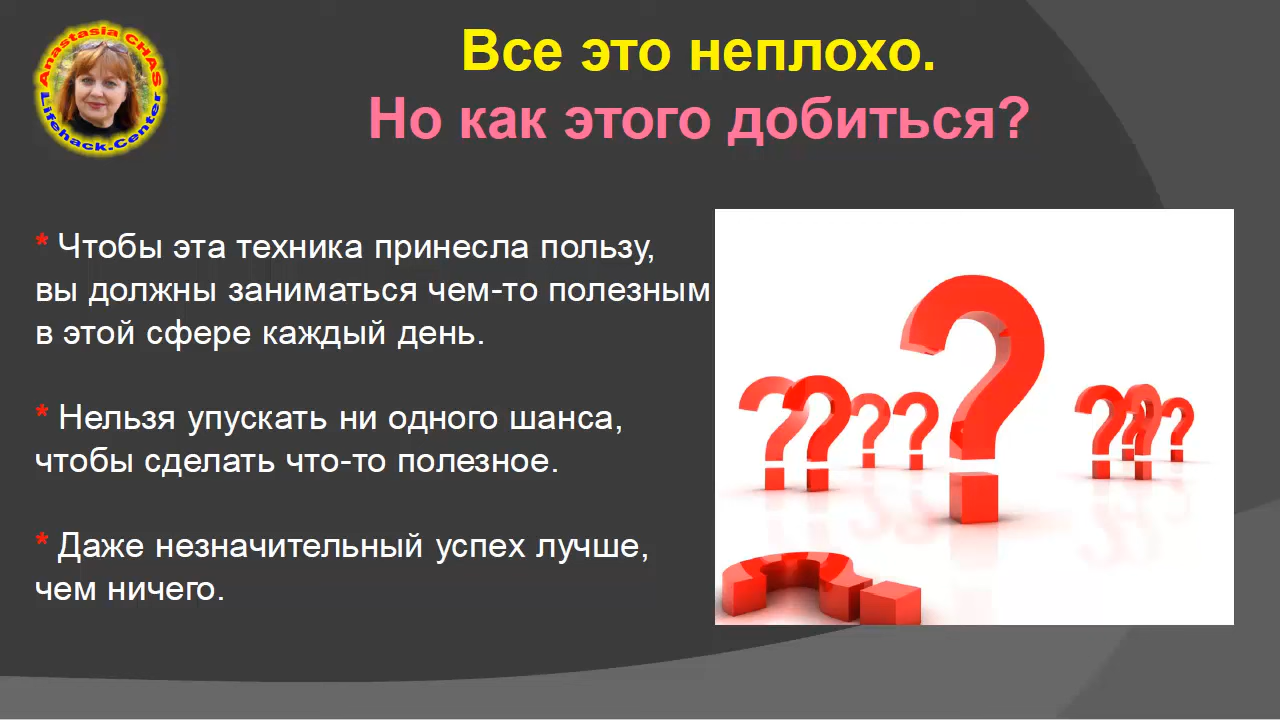 Anastasia CHAS
Lifehack.Center
Все это неплохо.
Но как этого добиться?
* Чтобы эта техника принесла пользу,
вы должны заниматься чем-то полезным
в этой сфере каждый день.
* Нельзя упускать ни одного шанса,
чтобы сделать что-то полезное.
* Даже незначительный успех лучше,
чем ничего.